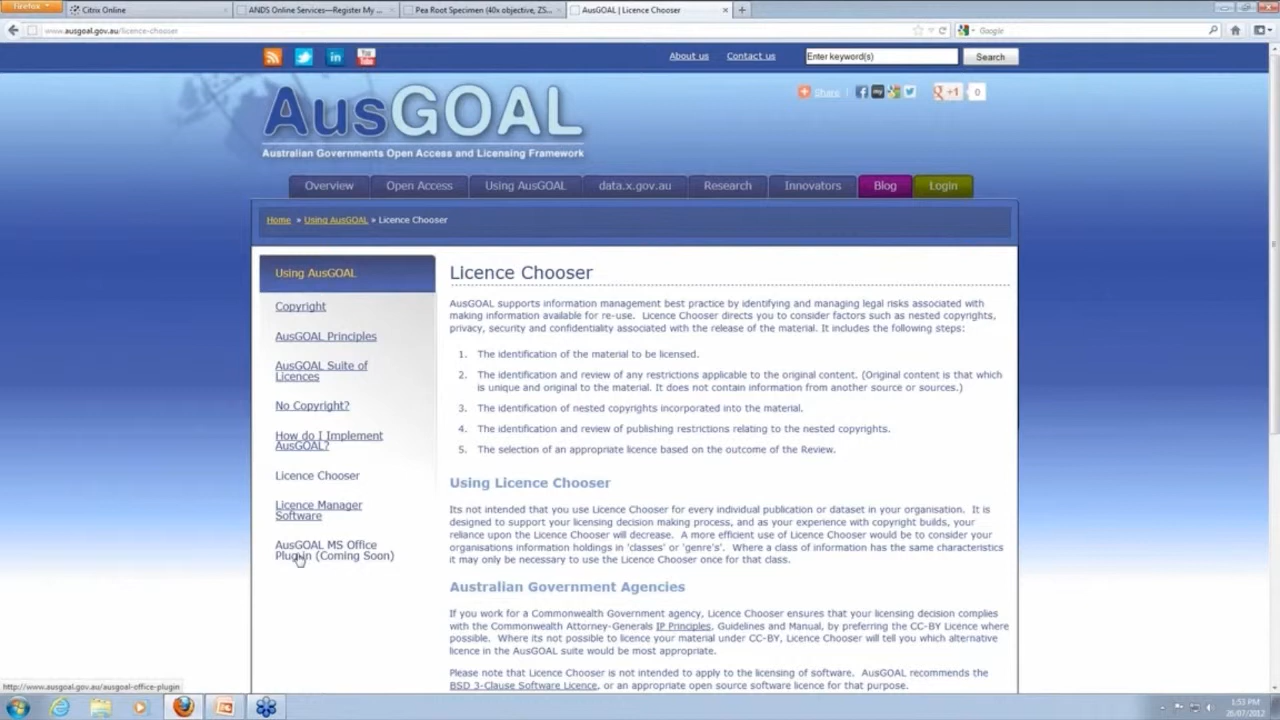 Firefox
Citrix Online
ANDS Online Services—Register My ...
Pea Root Specimen (40x objective, ZS...
AusGOAL | Licence Chooser
www.ausgoal.gov.au/licence-chooser
Google
About us
Contact us
Enter keyword(s)
Search
AusGOAL
Australian Governments Open Access and Licensing Framework
Share
+1
0
Overview
Open Access
Using AusGOAL
data.x.gov.au
Research
Innovators
Blog
Login
Home » Using AusGOAL » Licence Chooser
Using AusGOAL
Copyright
AusGOAL Principles
AusGOAL Suite of
Licences
No Copyright?
How do I Implement
AusGOAL?
Licence Chooser
Licence Manager
Software
AusGOAL MS Office
Plugin (Coming Soon)
Licence Chooser
AusGOAL supports information management best practice by identifying and managing legal risks associated with
making information available for re-use. Licence Chooser directs you to consider factors such as nested copyrights,
privacy, security and confidentiality associated with the release of the material. It includes the following steps:
1. The identification of the material to be licensed.
2. The identification and review of any restrictions applicable to the original content. (Original content is that which
is unique and original to the material. It does not contain information from another source or sources.)
3. The identification of nested copyrights incorporated into the material.
4. The identification and review of publishing restrictions relating to the nested copyrights.
5. The selection of an appropriate licence based on the outcome of the Review.
Using Licence Chooser
Its not intended that you use Licence Chooser for every individual publication or dataset in your organisation. It is
designed to support your licensing decision making process, and as your experience with copyright builds, your
reliance upon the Licence Chooser will decrease. A more efficient use of Licence Chooser would be to consider your
organisations information holdings in 'classes' or 'genre's'. Where a class of information has the same characteristics
it may only be necessary to use the Licence Chooser once for that class.
Australian Government Agencies
If you work for a Commonwealth Government agency, Licence Chooser ensures that your licensing decision complies
with the Commonwealth Attorney-Generals IP Principles, Guidelines and Manual, by preferring the CC-BY Licence where
possible. Where its not possible to licence your material under CC-BY, Licence Chooser will tell you which alternative
licence in the AusGOAL suite would be most appropriate.
Please note that Licence Chooser is not intended to apply to the licensing of software. AusGOAL recommends the
BSD 3-Clause Software Licence, or an appropriate open source software licence for that purpose.
http://www.ausgoal.gov.au/ausgoal-office-plugin
1:53 PM
26/07/2012